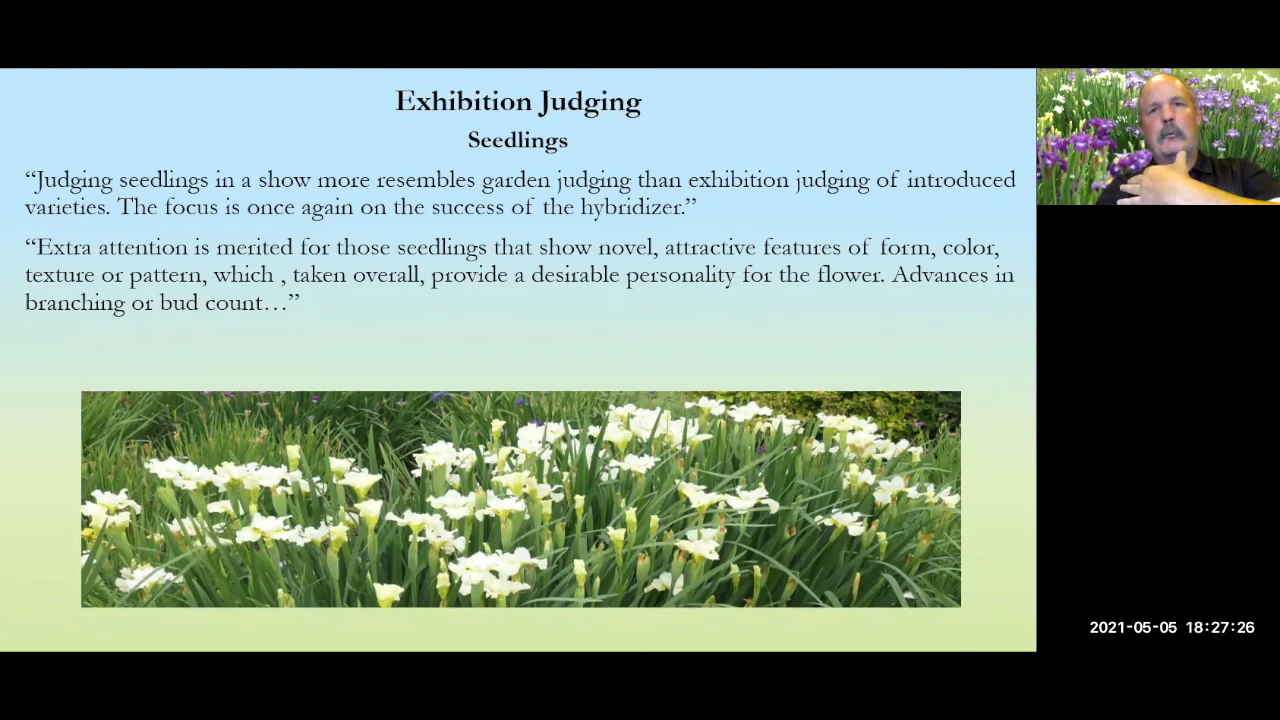 Exhibition Judging
Seedlings
“Judging seedlings in a show more resembles garden judging than exhibition judging of introduced
varieties. The focus is once again on the success of the hybridizer.”
“Extra attention is merited for those seedlings that show novel, attractive features of form, color,
texture or pattern, which , taken overall, provide a desirable personality for the flower. Advances in
branching or bud count…”
2021-05-05 18:27:26